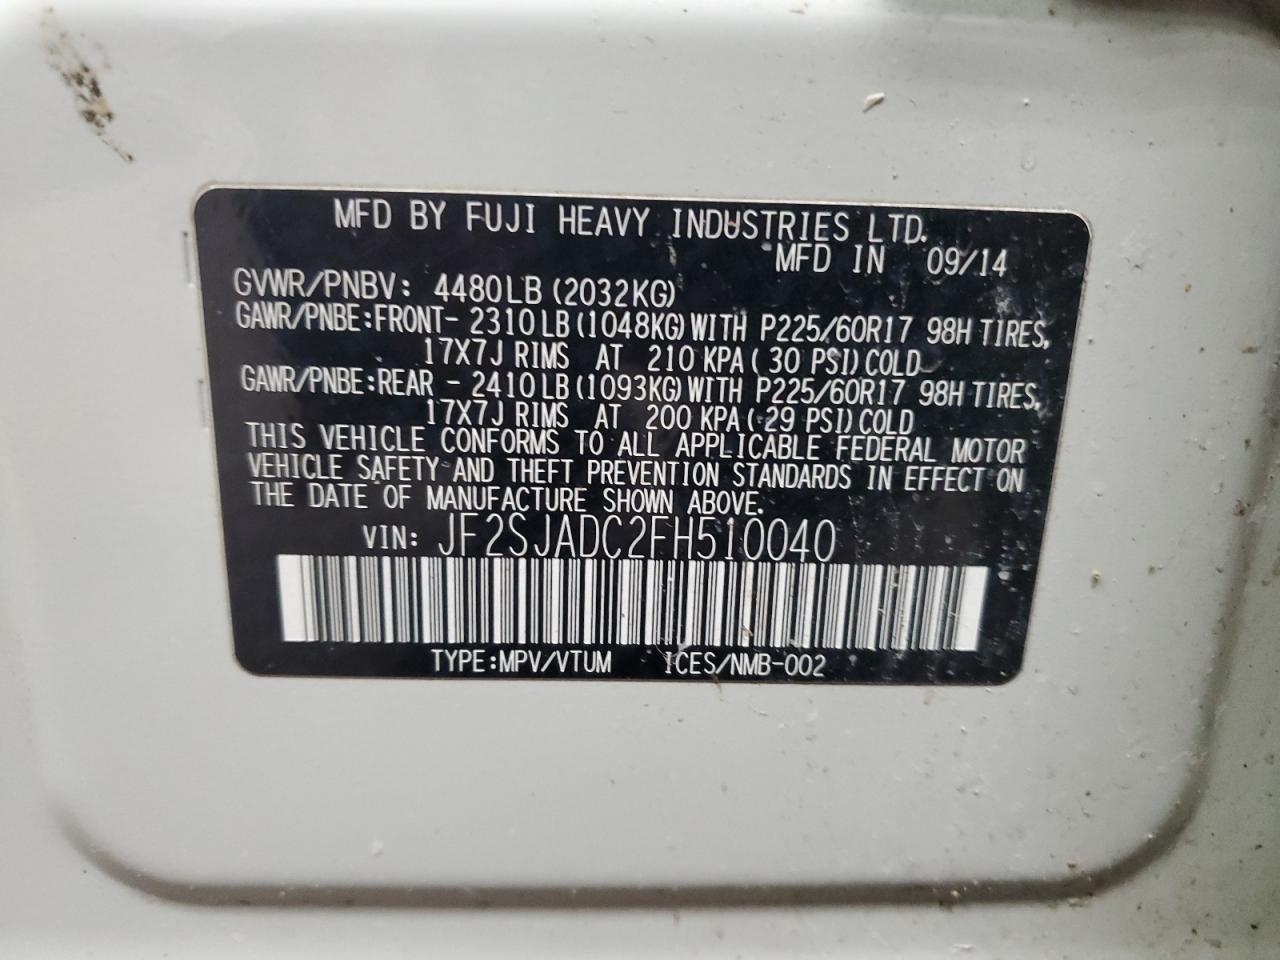 MFD BY FUJI HEAVY INDUSTRIES LTD.
MFD IN 09/14
GVWR/PNBV: 4480LB (2032KG)
GAWR/PNBE:FRONT- 2310LB (1048KG) WITH P225/60R17 98H TIRES,
17X7J RIMS AT 210 KPA ( 30 PSI) COLD
GAWR/PNBE:REAR - 2410LB (1093KG) WITH P225/60R17 98H TIRES,
17X7J RIMS AT 200 KPA ( 29 PSI) COLD
THIS VEHICLE CONFORMS TO ALL APPLICABLE FEDERAL MOTOR
VEHICLE SAFETY AND THEFT PREVENTION STANDARDS IN EFFECT ON
THE DATE OF MANUFACTURE SHOWN ABOVE.
VIN: JF2SJADC2FH510040
TYPE:MPV/VTUM ICES/NMB-002